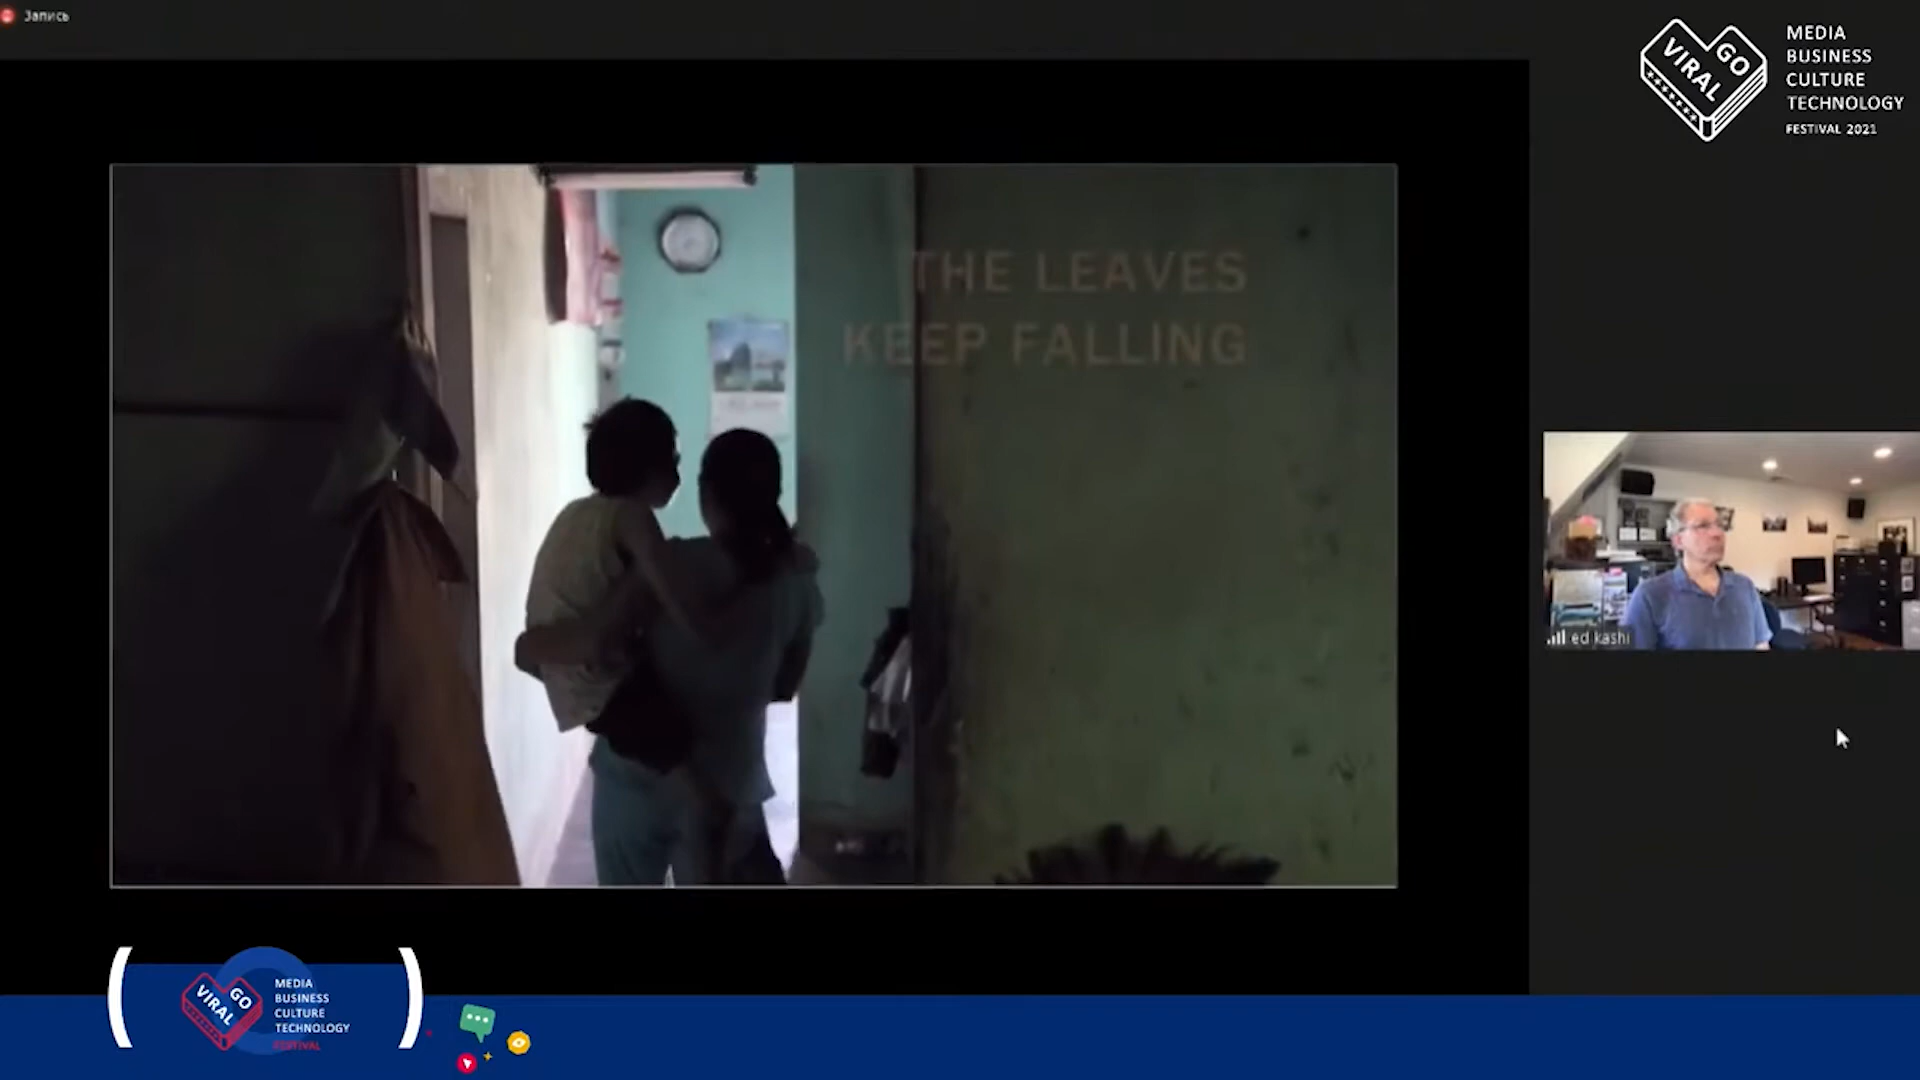 Запись
VIRAL
GO
MEDIA
BUSINESS
CULTURE
TECHNOLOGY
FESTIVAL 2021
THE LEAVES
KEEP FALLING
ed kashi
VIRAL
GO
MEDIA
BUSINESS
CULTURE
TECHNOLOGY
FESTIVAL